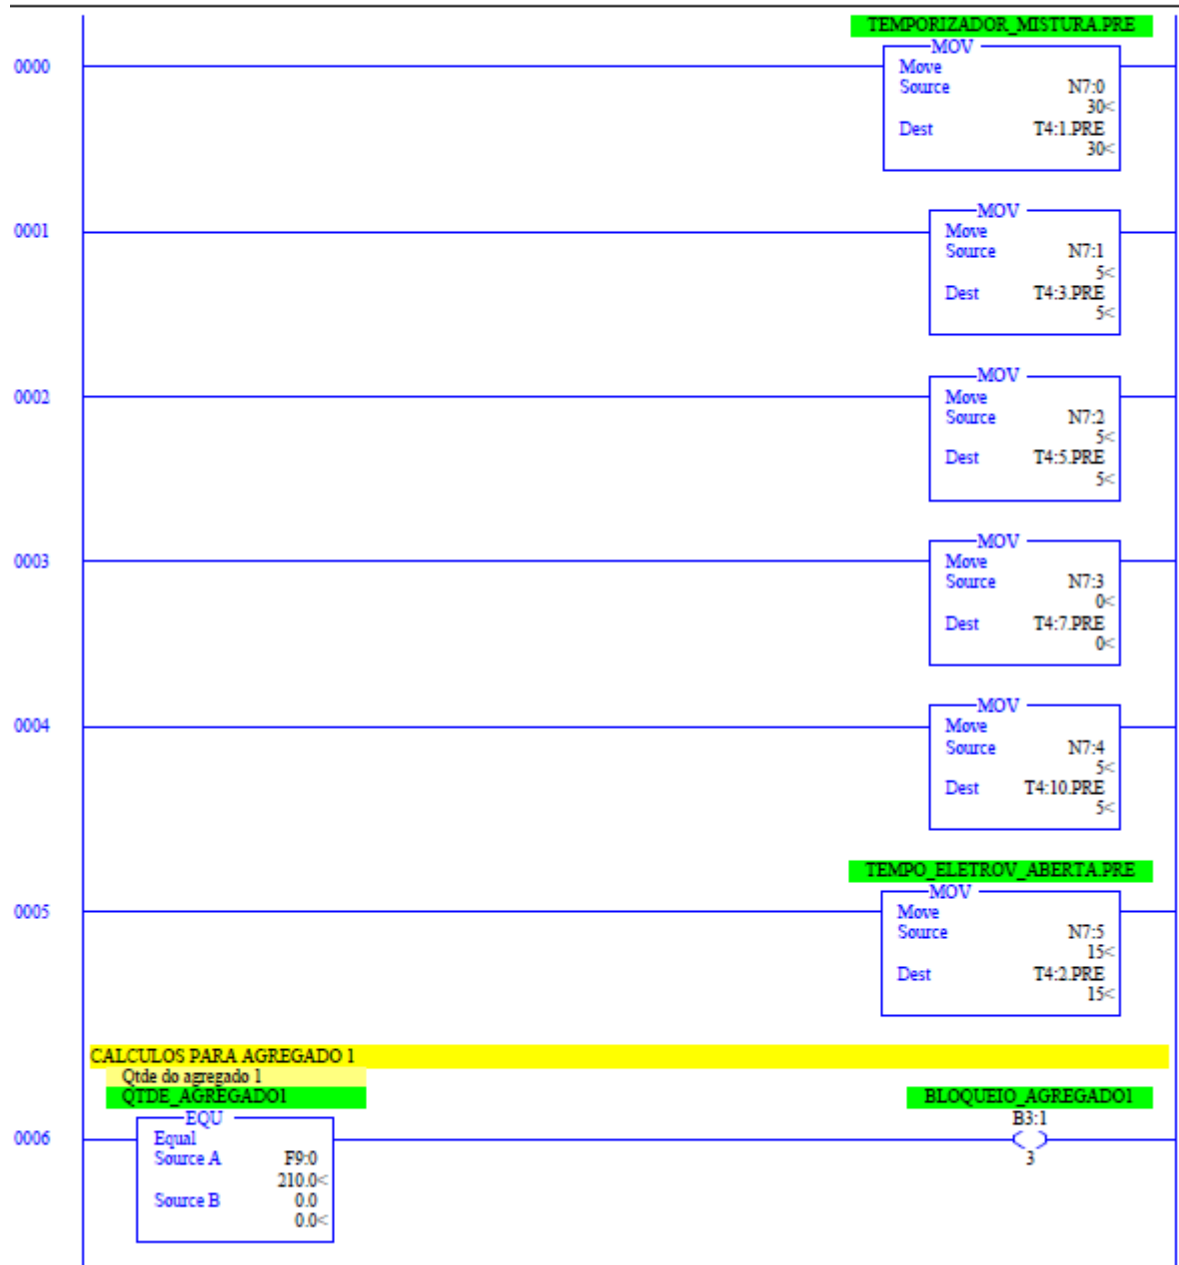 TEMPORIZADOR_MISTURA.PRE
MOV
0000
Move
Source N7:0
30<
Dest T4:1.PRE
30<
MOV
0001
Move
Source N7:1
5<
Dest T4:3.PRE
5<
MOV
0002
Move
Source N7:2
5<
Dest T4:5.PRE
5<
MOV
0003
Move
Source N7:3
0<
Dest T4:7.PRE
0<
MOV
0004
Move
Source N7:4
5<
Dest T4:10.PRE
5<
TEMPO_ELETROV_ABERTA.PRE
MOV
0005
Move
Source N7:5
15<
Dest T4:2.PRE
15<
CALCULOS PARA AGREGADO 1
Qtde do agregado 1
QTDE_AGREGADO1 BLOQUEIO_AGREGADO1
EQU B3:1
0006
Equal
Source A F9:0 3
210.0<
Source B 0.0
0.0<